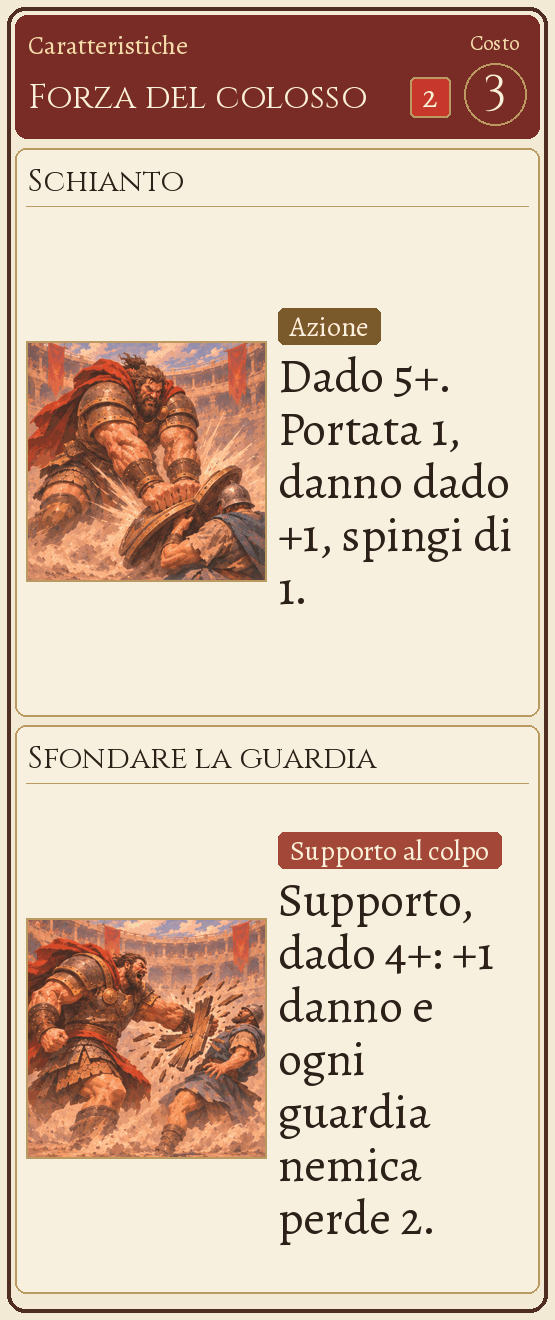 Caratteristiche
Costo
Forza del colosso
2
3
Schianto
Azione
Dado 5+.
Portata 1,
danno dado
+1, spingi di
1.
Sfondare la guardia
Supporto al colpo
Supporto,
dado 4+: +1
danno e
ogni
guardia
nemica
perde 2.